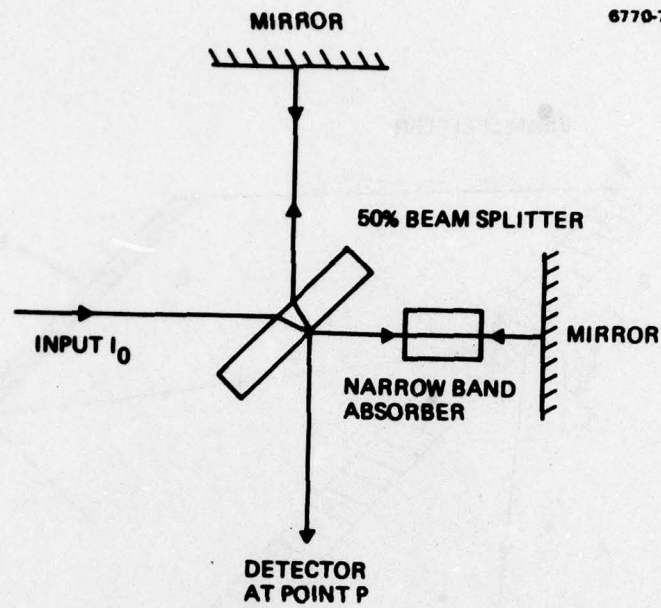 6770-7
MIRROR
50% BEAM SPLITTER
INPUT I0
MIRROR
NARROW BAND
ABSORBER
DETECTOR
AT POINT P